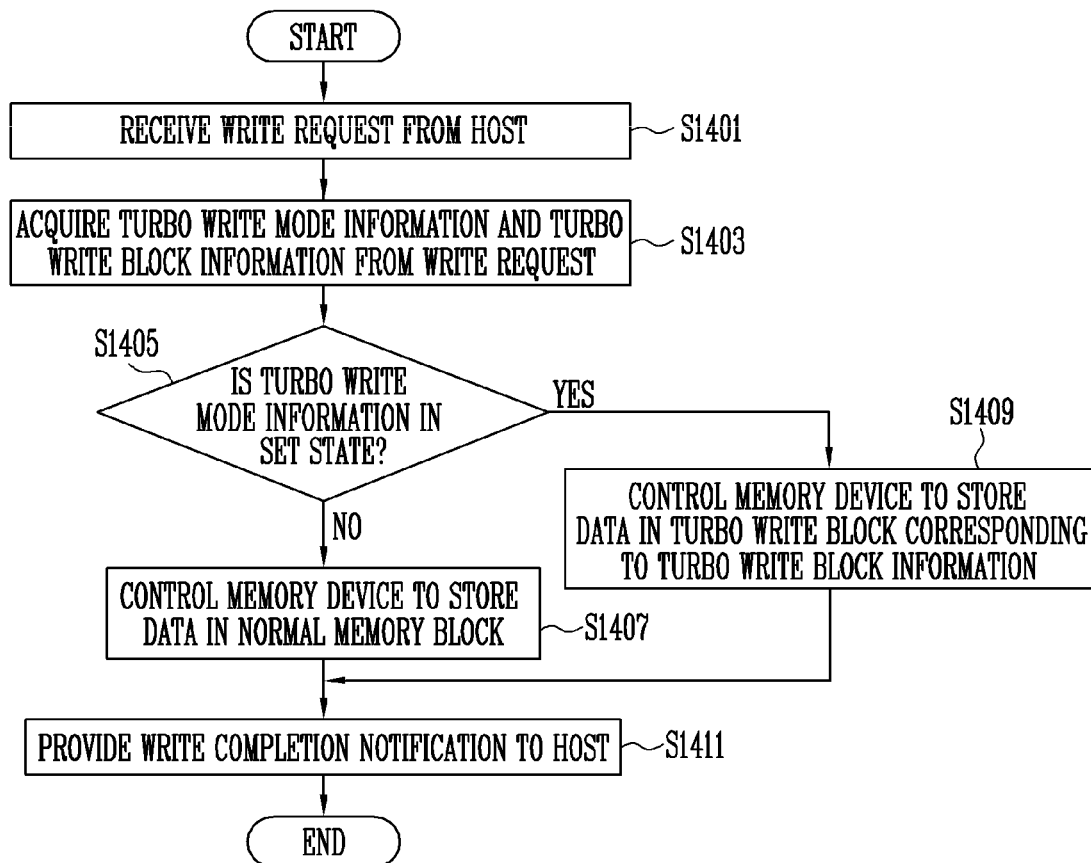 START
RECEIVE WRITE REQUEST FROM HOST
S1401
ACQUIRE TURBO WRITE MODE INFORMATION AND TURBO
WRITE BLOCK INFORMATION FROM WRITE REQUEST
S1403
S1405
IS TURBO WRITE
MODE INFORMATION IN
SET STATE?
YES
NO
S1409
CONTROL MEMORY DEVICE TO STORE
DATA IN TURBO WRITE BLOCK CORRESPONDING
TO TURBO WRITE BLOCK INFORMATION
CONTROL MEMORY DEVICE TO STORE
DATA IN NORMAL MEMORY BLOCK
S1407
PROVIDE WRITE COMPLETION NOTIFICATION TO HOST
S1411
END